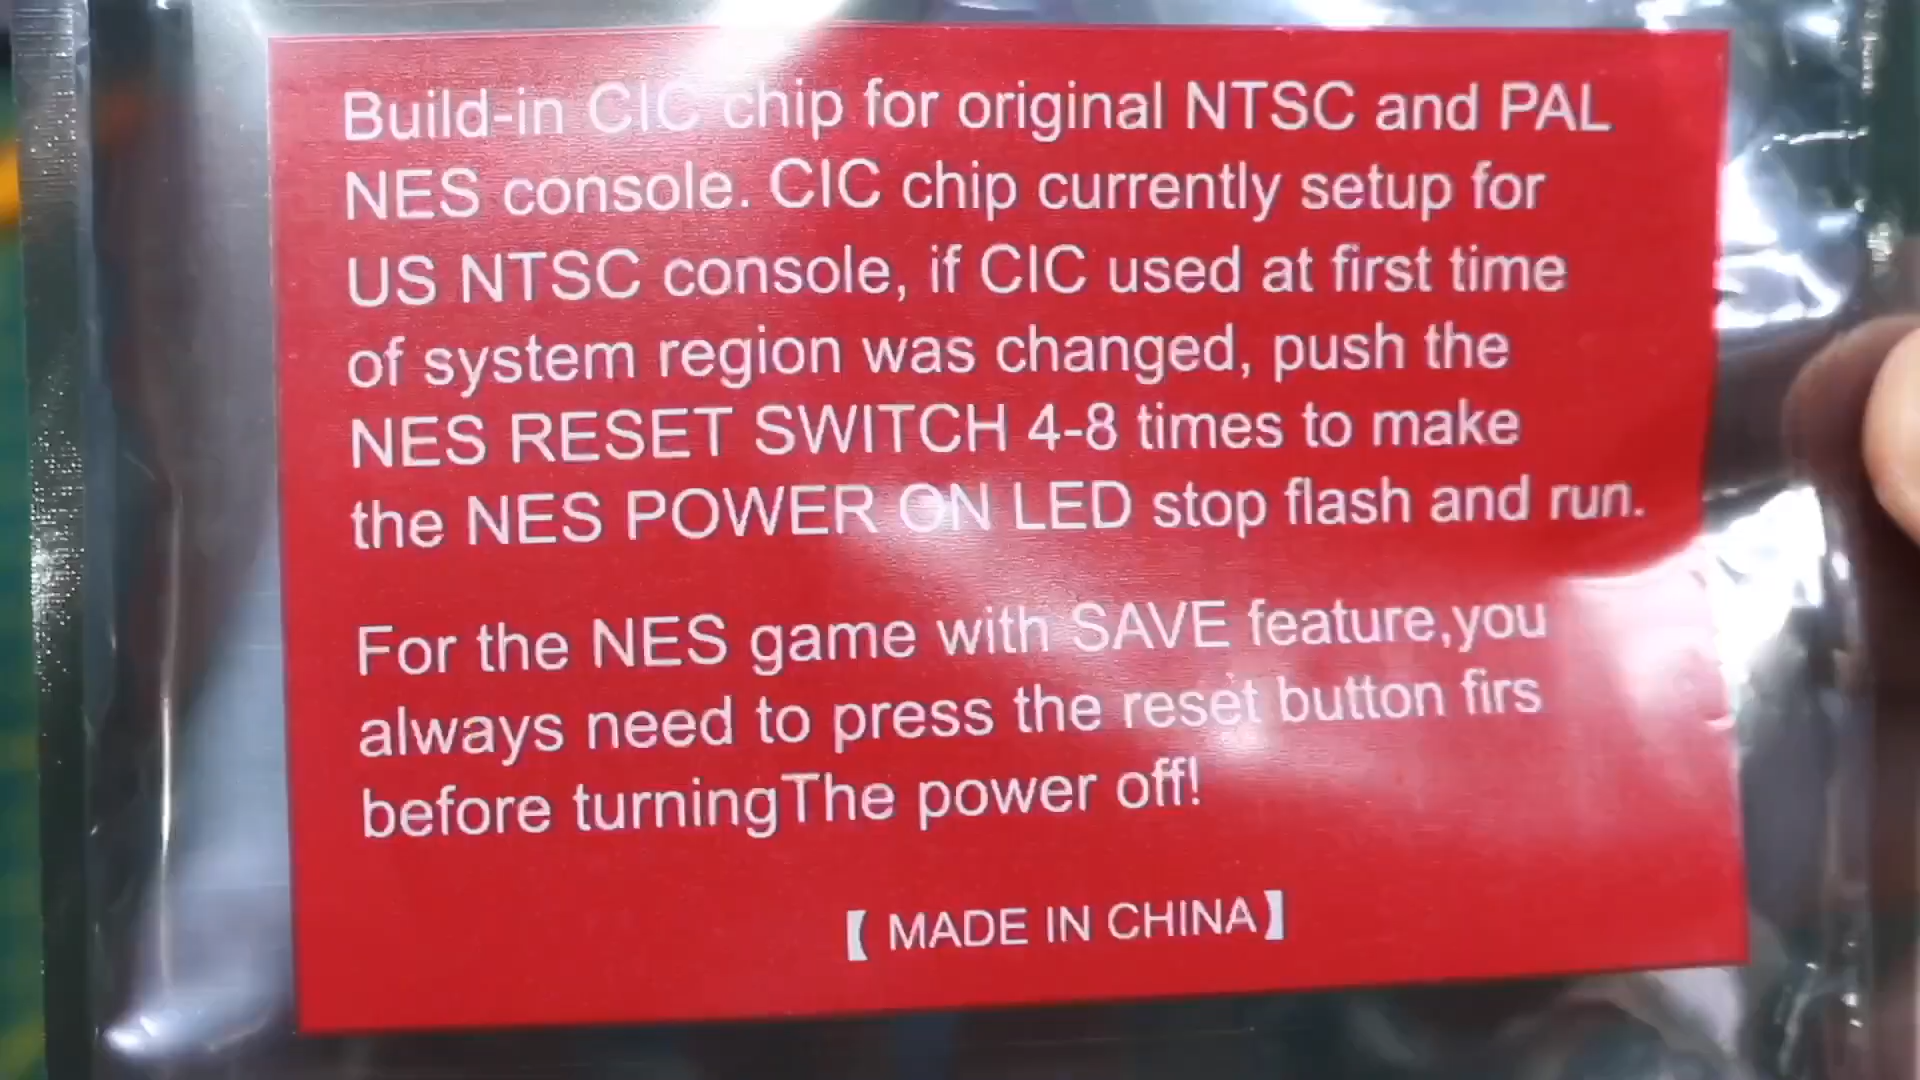 Build-in CIC chip for original NTSC and PAL
NES console. CIC chip currently setup for
US NTSC console, if CIC used at first time
of system region was changed, push the
NES RESET SWITCH 4-8 times to make
the NES POWER ON LED stop flash and run.
For the NES game with SAVE feature,you
always need to press the reset button firs
before turningThe power off!
【 MADE IN CHINA】